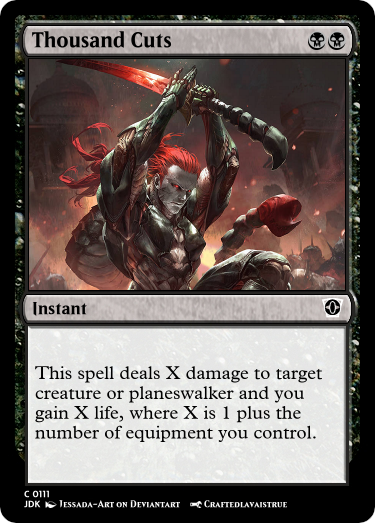 Thousand Cuts
Instant
This spell deals X damage to target
creature or planeswalker and you
gain X life, where X is 1 plus the
number of equipment you control.
C 0111
JDK Jessada-Art on Deviantart Craftedlavaistrue